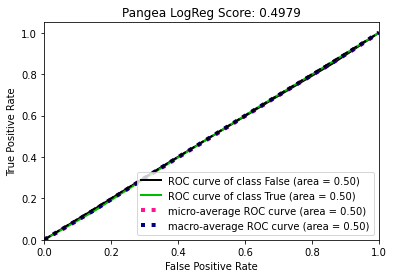 Pangea LogReg Score: 0.4979
True Positive Rate
1.0
0.8
0.6
0.4
0.2
0.0
ROC curve of class False (area = 0.50)
ROC curve of class True (area = 0.50)
micro-average ROC curve (area = 0.50)
macro-average ROC curve (area = 0.50)
0.0 0.2 0.4 0.6 0.8 1.0
False Positive Rate